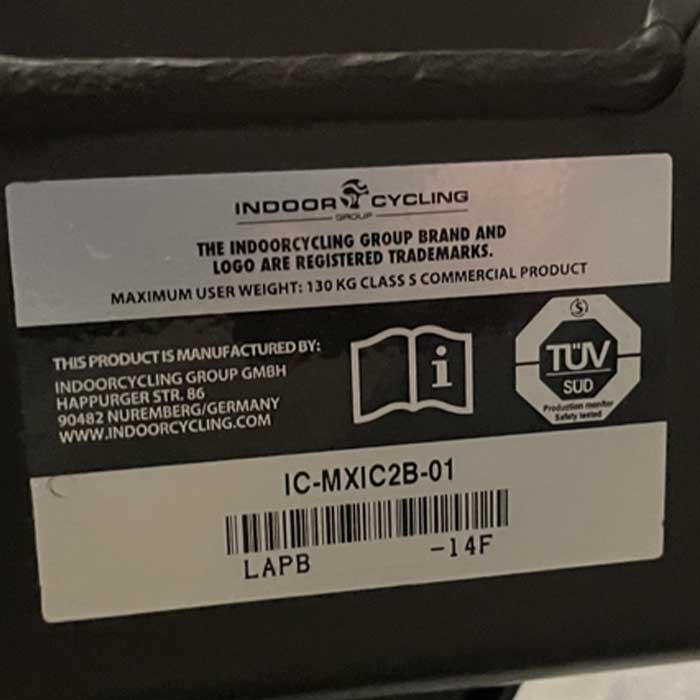 INDOOR CYCLING
GROUP
THE INDOORCYCLING GROUP BRAND AND
LOGO ARE REGISTERED TRADEMARKS.
MAXIMUM USER WEIGHT: 130 KG CLASS S COMMERCIAL PRODUCT
THIS PRODUCT IS MANUFACTURED BY:
INDOORCYCLING GROUP GMBH
HAPPURGER STR. 86
90482 NUREMBERG/GERMANY
WWW.INDOORCYCLING.COM
i
S
TÜV
SÜD
Production monitor
Safety tested
IC-MXIC2B-01
LAPB -14F